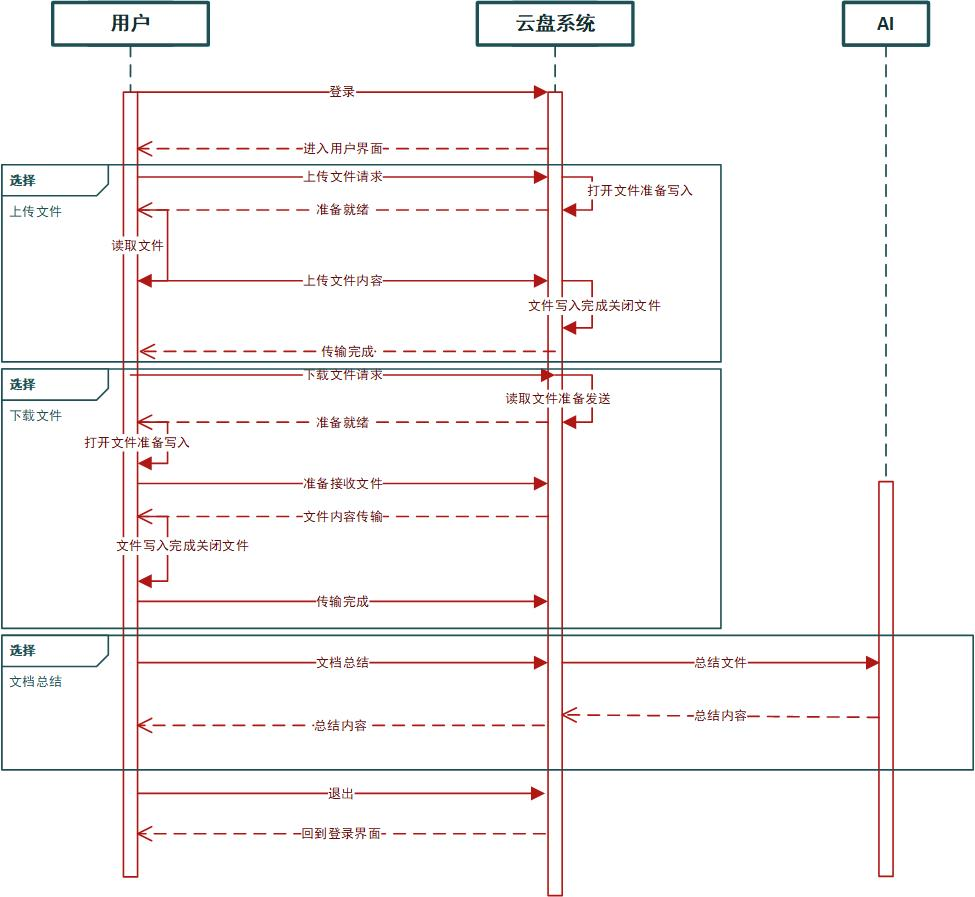 用户
云盘系统
AI
登录
进入用户界面
选择
上传文件请求
打开文件准备写入
上传文件
准备就绪
读取文件
上传文件内容
文件写入完成关闭文件
传输完成
下载文件请求
选择
读取文件准备发送
下载文件
准备就绪
打开文件准备写入
准备接收文件
文件内容传输
文件写入完成关闭文件
传输完成
选择
文档总结
总结文件
文档总结
总结内容
总结内容
退出
回到登录界面